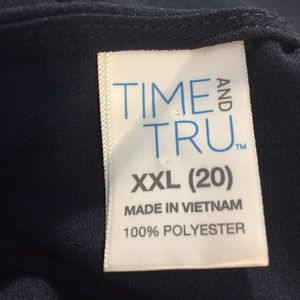 TIME AND
TRU™
XXL (20)
MADE IN VIETNAM
100% POLYESTER